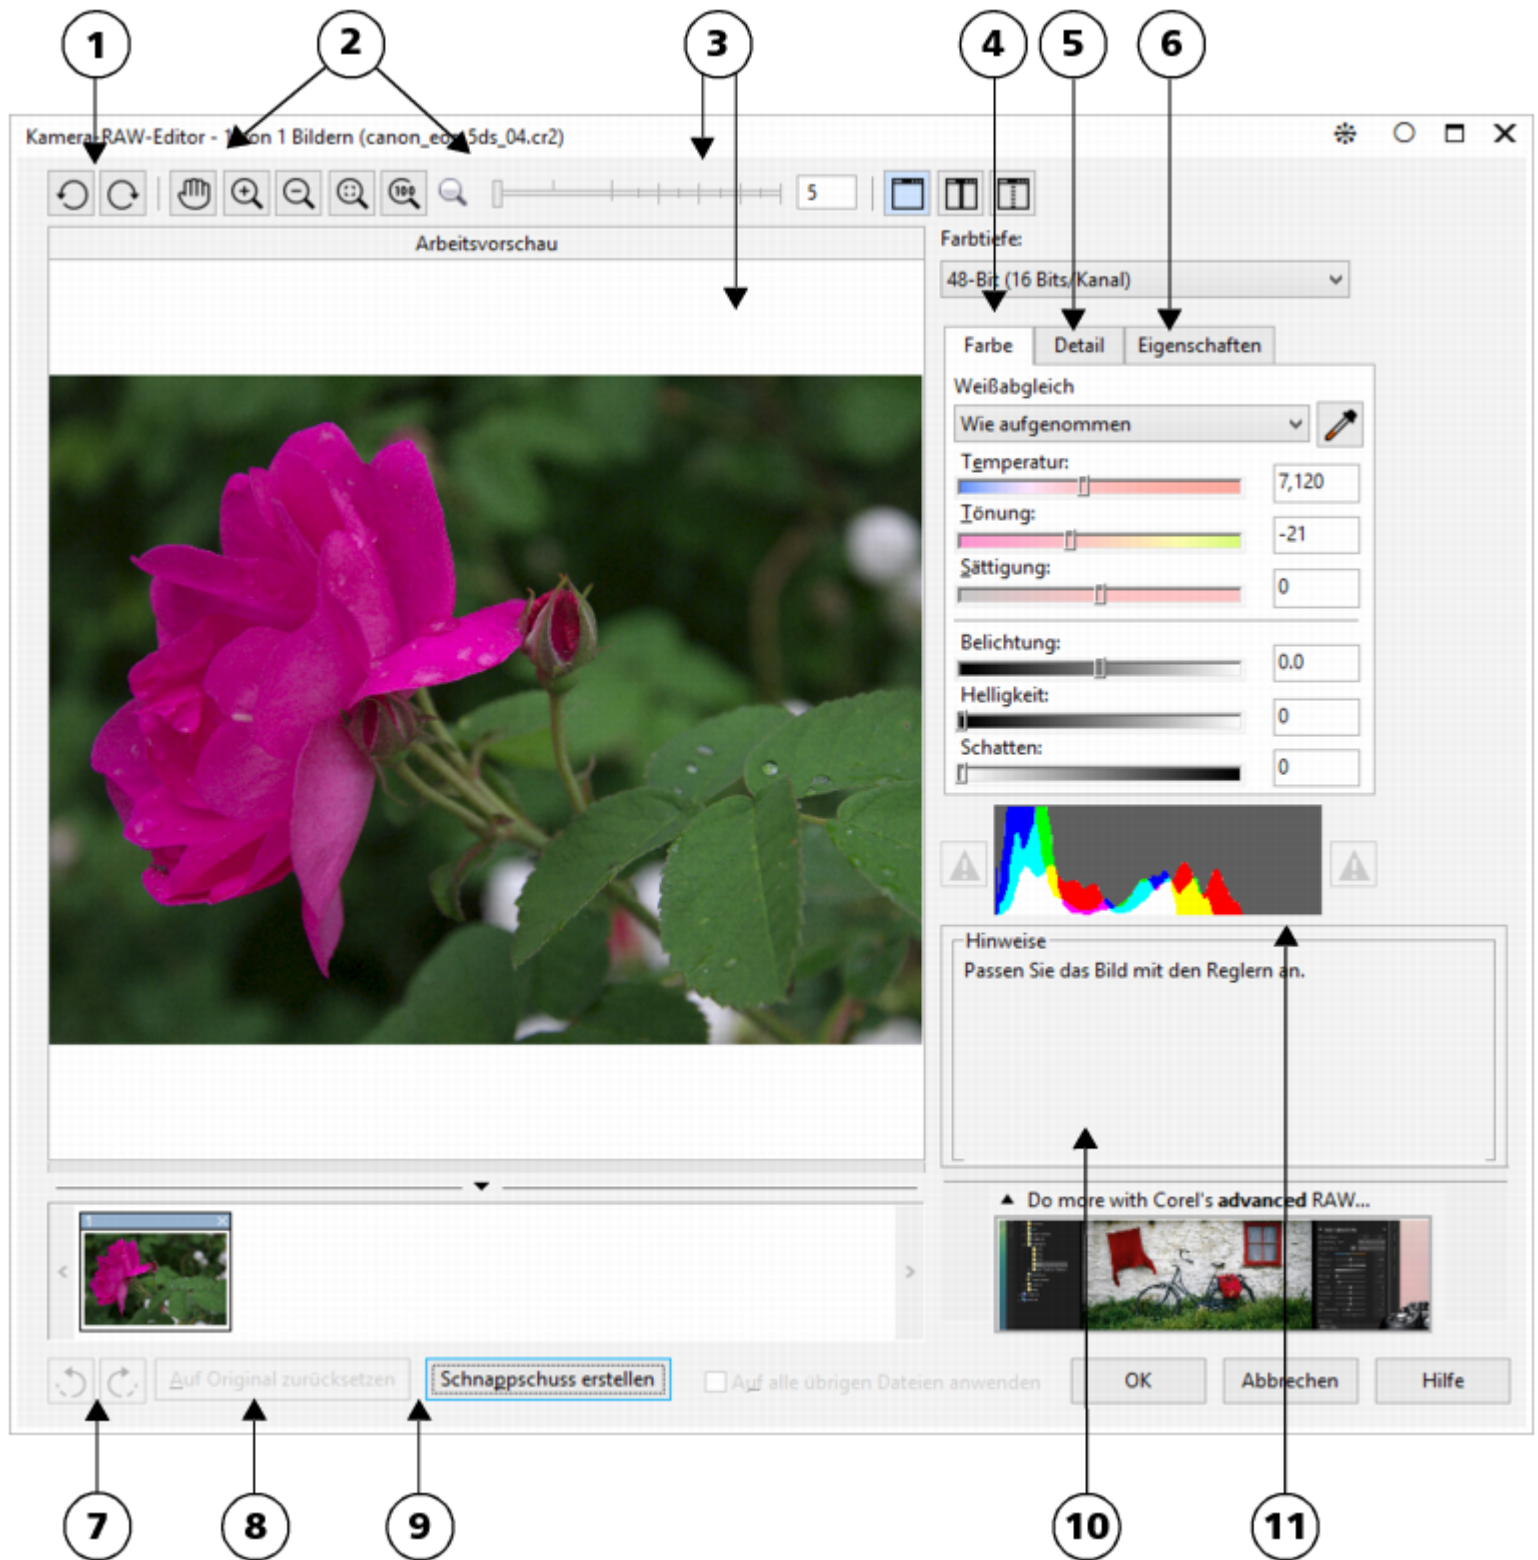 1 2 3 4 5 6
Kamera-RAW-Editor - 1 von 1 Bildern (canon_eos_5ds_04.cr2)
100
5
Arbeitsvorschau
Farbtiefe:
48-Bit (16 Bits/Kanal)
Farbe Detail Eigenschaften
Weißabgleich
Wie aufgenommen
Temperatur:
7,120
Tönung:
-21
Sättigung:
0
Belichtung:
0.0
Helligkeit:
0
Schatten:
0
Hinweise
Passen Sie das Bild mit den Reglern an.
Do more with Corel's advanced RAW...
1
Auf Original zurücksetzen
Schnappschuss erstellen
Auf alle übrigen Dateien anwenden
OK
Abbrechen
Hilfe
7 8 9 10 11